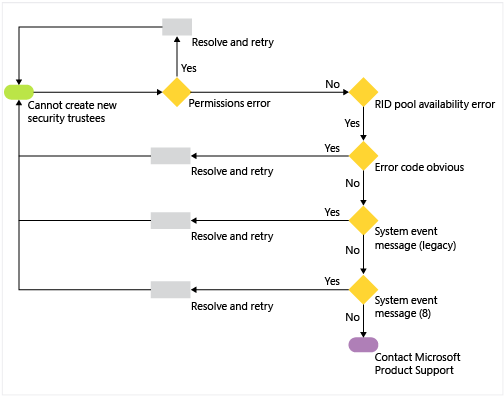 Resolve and retry
Yes
No
Cannot create new
security trustees
Permissions error
RID pool availability error
Yes
Yes
Resolve and retry
Error code obvious
No
Yes
Resolve and retry
System event
message (legacy)
No
Yes
Resolve and retry
System event
message (8)
No
Contact Microsoft
Product Support